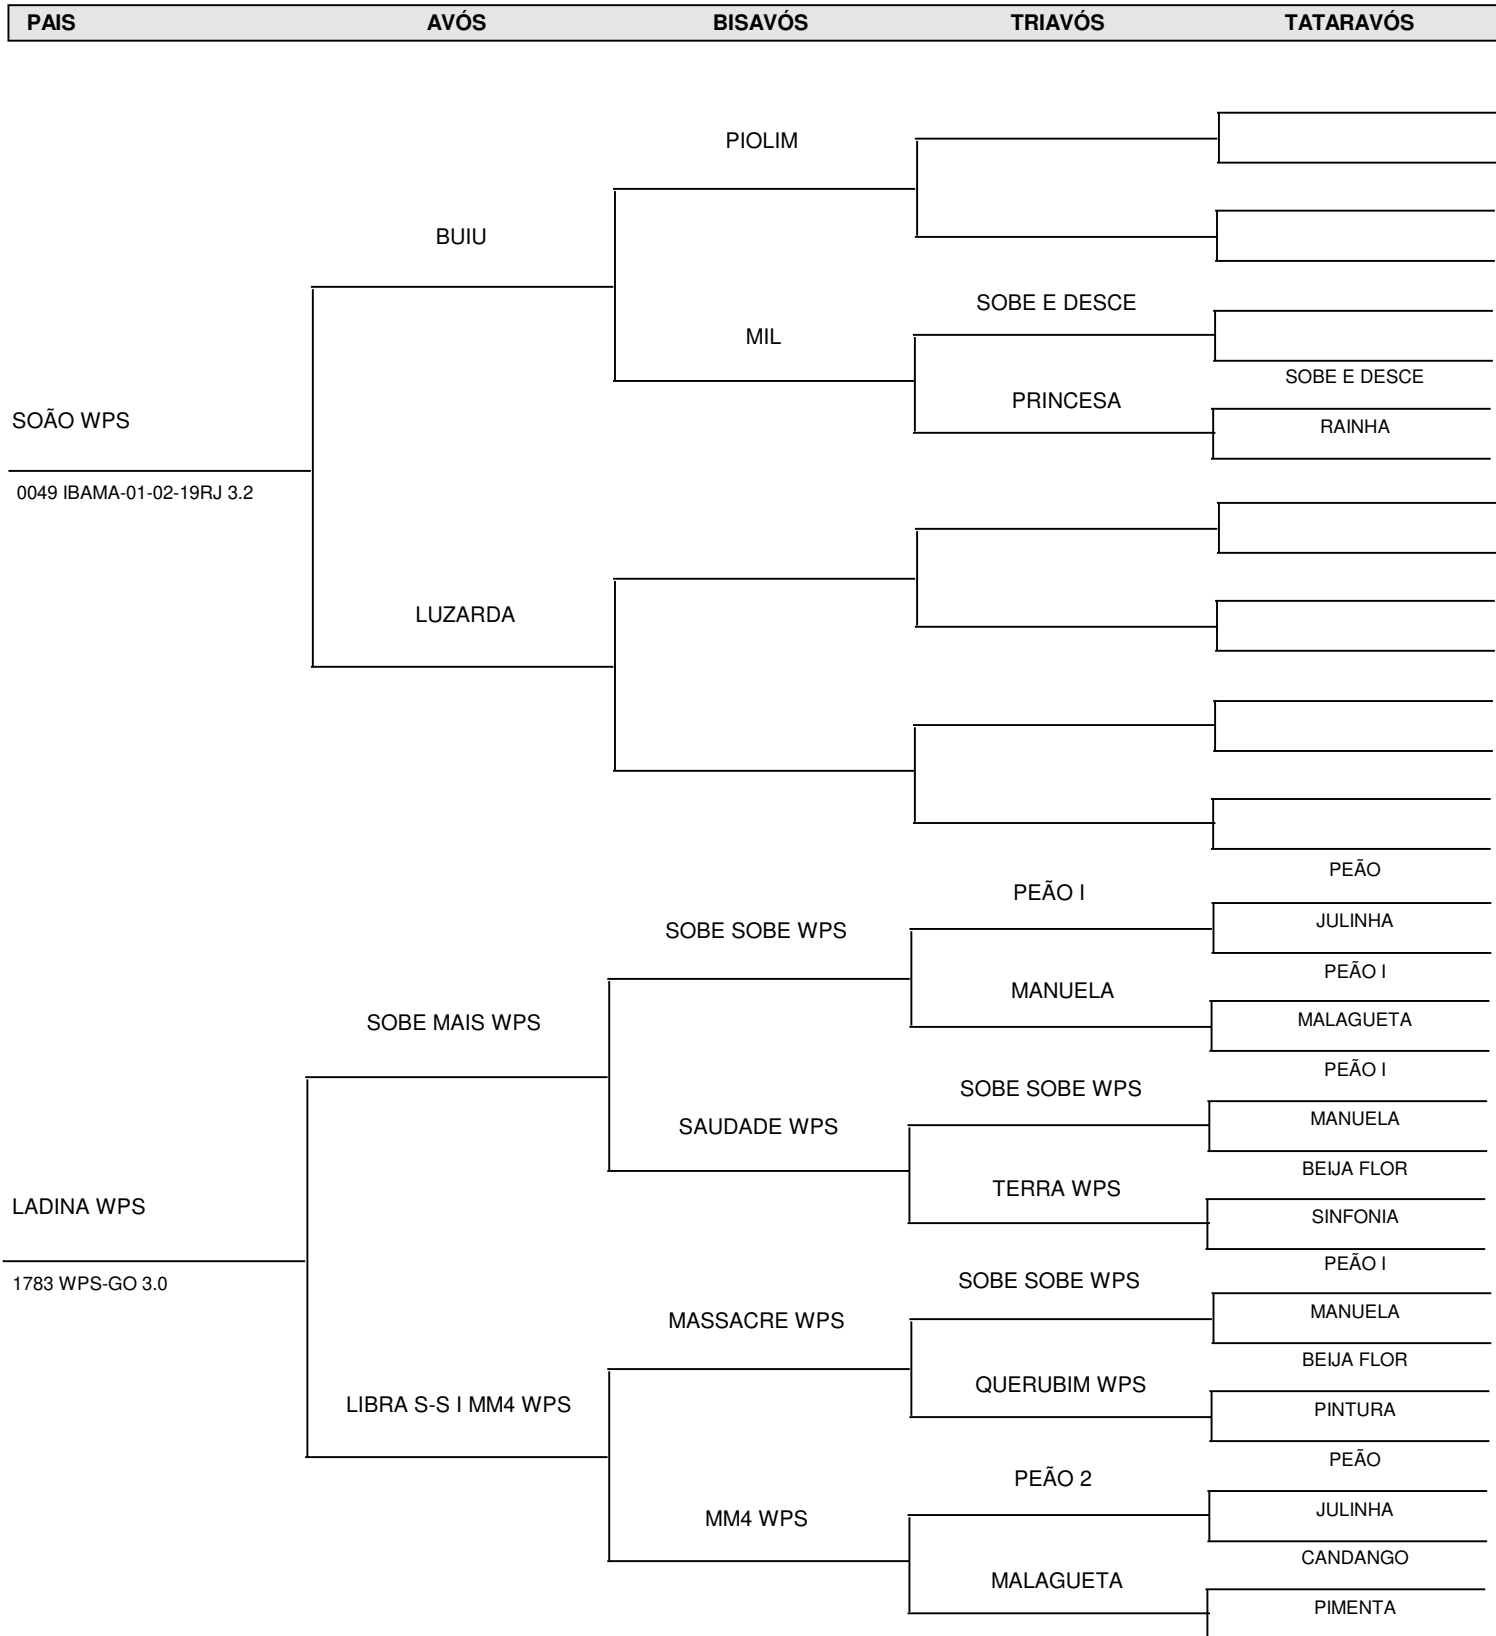 PAIS AVÓS BISAVÓS TRIAVÓS TATARAVÓS
PIOLIM
BUIU
SOBE E DESCE
MIL
SOBE E DESCE
PRINCESA
SOÃO WPS
RAINHA
0049 IBAMA-01-02-19RJ 3.2
LUZARDA
PEÃO
PEÃO I
JULINHA
SOBE SOBE WPS
PEÃO I
MANUELA
SOBE MAIS WPS
MALAGUETA
PEÃO I
SOBE SOBE WPS
MANUELA
SAUDADE WPS
BEIJA FLOR
TERRA WPS
LADINA WPS
SINFONIA
PEÃO I
1783 WPS-GO 3.0
SOBE SOBE WPS
MANUELA
MASSACRE WPS
BEIJA FLOR
QUERUBIM WPS
LIBRA S-S I MM4 WPS
PINTURA
PEÃO
PEÃO 2
JULINHA
MM4 WPS
CANDANGO
MALAGUETA
PIMENTA